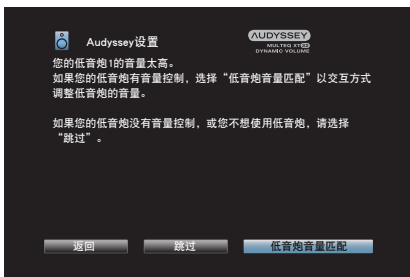 Audyssey设置
AUDYSSEY
MULTEQ XT32
DYNAMIC VOLUME
您的低音炮1的音量太高。
如果您的低音炮有音量控制，选择“低音炮音量匹配”以交互方式
调整低音炮的音量。
如果您的低音炮没有音量控制，或您不想使用低音炮，请选择
“跳过”。
返回
跳过
低音炮音量匹配